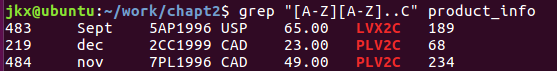 jkx@ubuntu:~/work/chapt2$ grep "[A-Z][A-Z]..C" product_info
483 Sept 5AP1996 USP 65.00 LVX2C 189
219 dec 2CC1999 CAD 23.00 PLV2C 68
484 nov 7PL1996 CAD 49.00 PLV2C 234